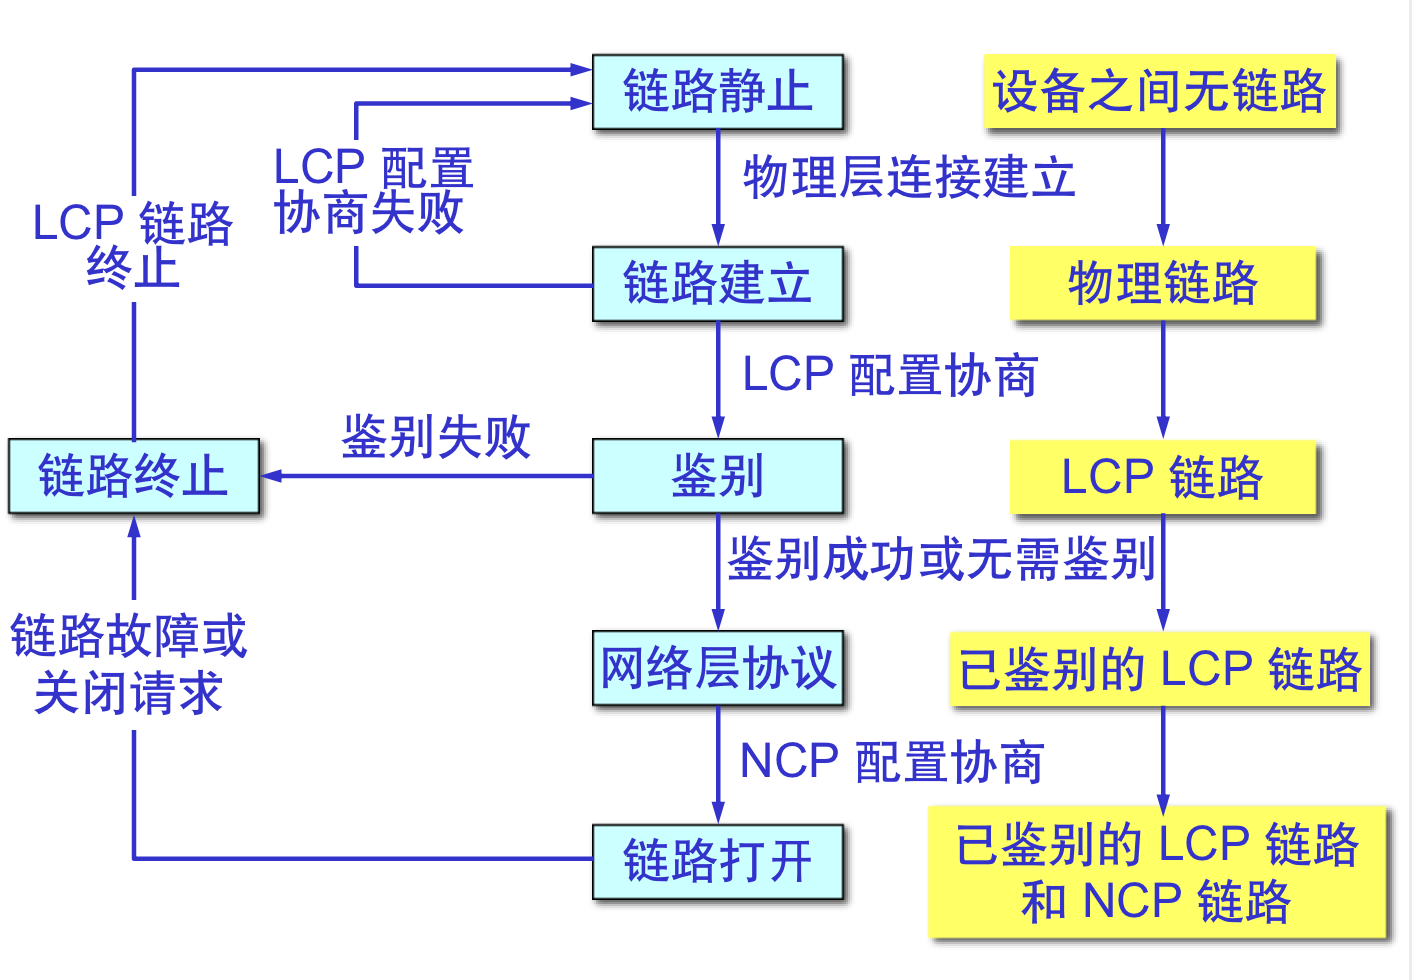 链路静止
设备之间无链路
LCP 配置
协商失败
物理层连接建立
LCP 链路
终止
链路建立
物理链路
LCP 配置协商
鉴别失败
链路终止
鉴别
LCP 链路
鉴别成功或无需鉴别
链路故障或
关闭请求
网络层协议
已鉴别的 LCP 链路
NCP 配置协商
链路打开
已鉴别的 LCP 链路
和 NCP 链路